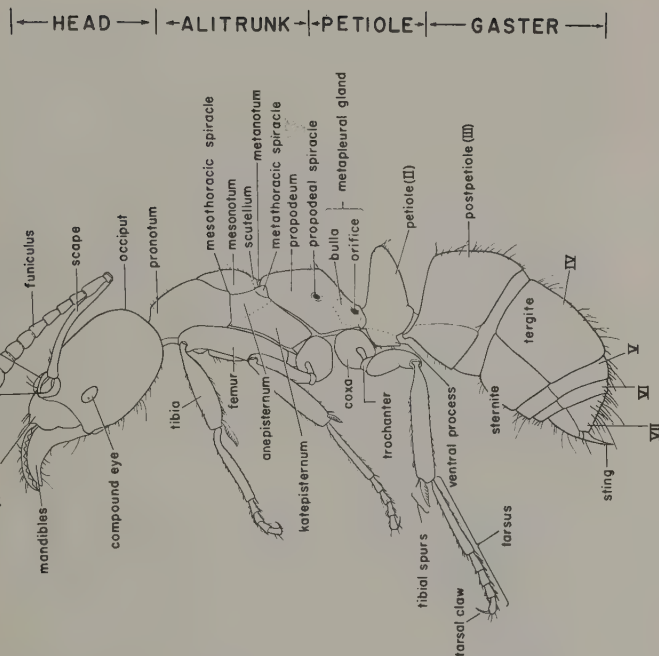 HEAD
ALITRUNK
PETIOLE
GASTER
funiculus
scape
occiput
pronotum
mesothoracic spiracle
mesonotum
scutellum
metanotum
metathoracic spiracle
propodeum
propodeal spiracle
bulla
orifice
metapleural gland
petiole (II)
postpetiole (III)
mandibles
compound eye
tibia
femur
anepisternum
katepisternum
coxa
trochanter
ventral process
sternite
tergite
IV
V
VI
VII
sting
tibial spurs
tarsus
tarsal claw